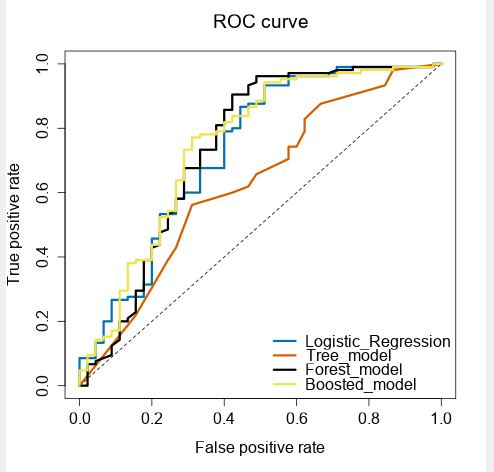 ROC curve
True positive rate
1.0
0.8
0.6
0.4
0.2
0.0
Logistic_Regression
Tree_model
Forest_model
Boosted_model
0.0 0.2 0.4 0.6 0.8 1.0
False positive rate